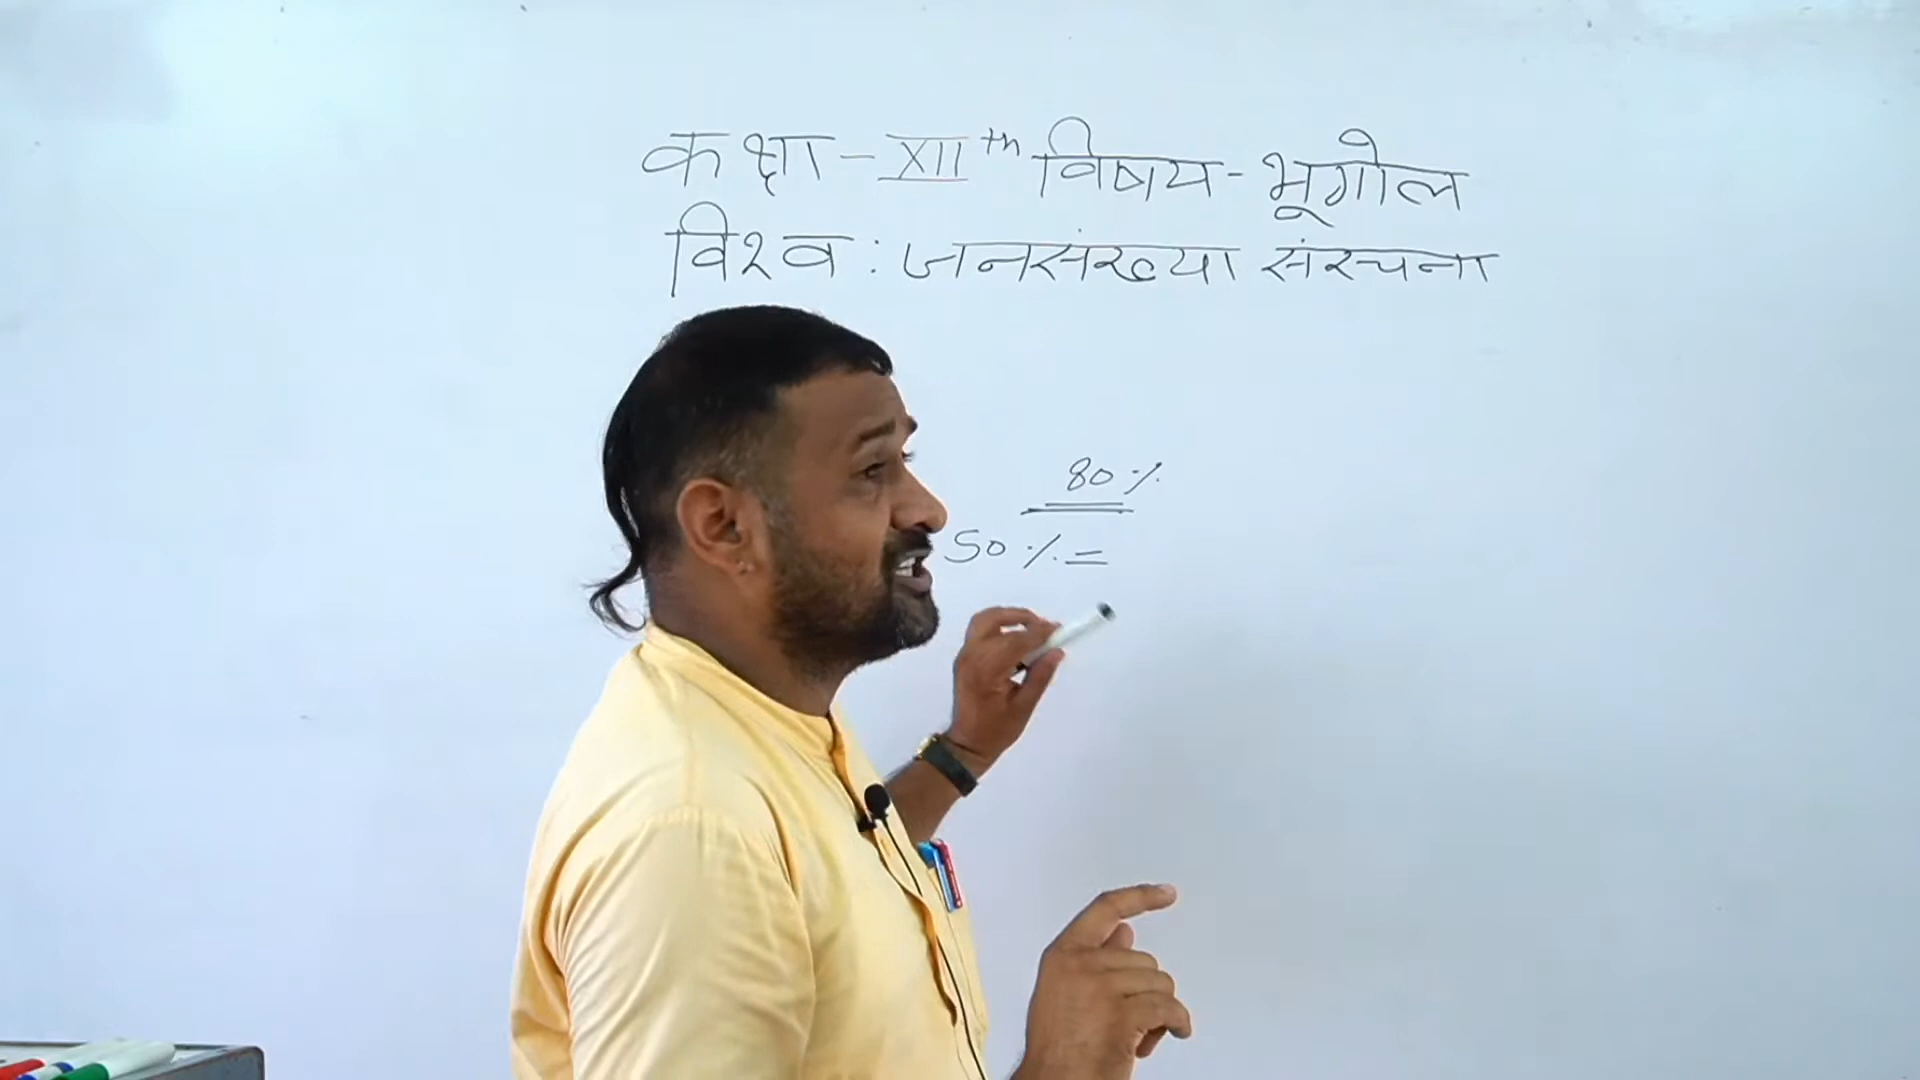 कक्षा - XII th विषय - भूगोल
विश्व : जनसंख्या संरचना
80 %
50 % =